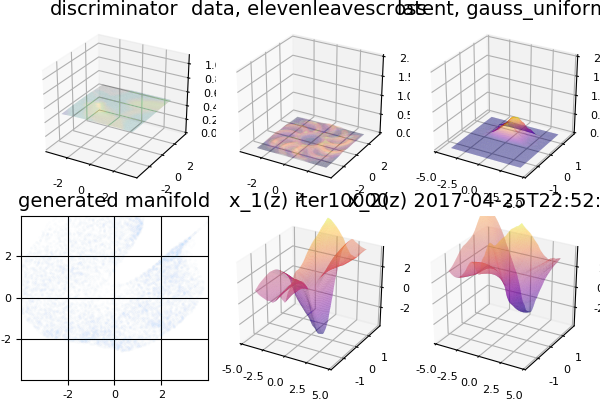 discriminator data, elevenleavescross latent, gauss_uniform
1.0 0.8 0.6 0.4 0.2 0.0
-2 0 2 -2 0 2
2. 1.5 1.0 0.5 0.0
-2 0 2 -2 0 2
2. 1. 1. 0. 0.
-5.0 -2.5 0.0 -1 0 1
generated manifold x_1(z) iter10000 x_2(z) 2017-04-25T22:52:
2 0 -2
-2 0 2
2 0 -2
-5.0 -2.5 0.0 2.5 5.0 -1 0 1
2 0 -2
-5.0 -2.5 0.0 2.5 5.0 -1 0 1